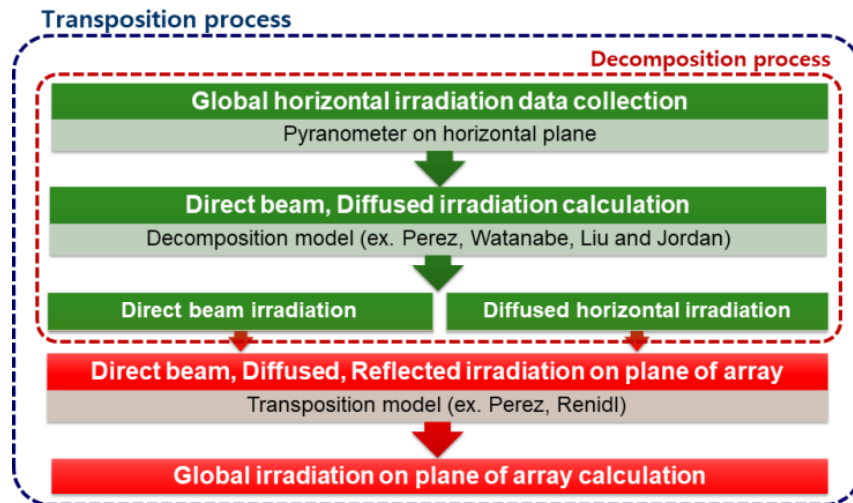 Transposition process
Decomposition process
Global horizontal irradiation data collection
Pyranometer on horizontal plane
Direct beam, Diffused irradiation calculation
Decomposition model (ex. Perez, Watanabe, Liu and Jordan)
Direct beam irradiation
Diffused horizontal irradiation
Direct beam, Diffused, Reflected irradiation on plane of array
Transposition model (ex. Perez, Renidl)
Global irradiation on plane of array calculation